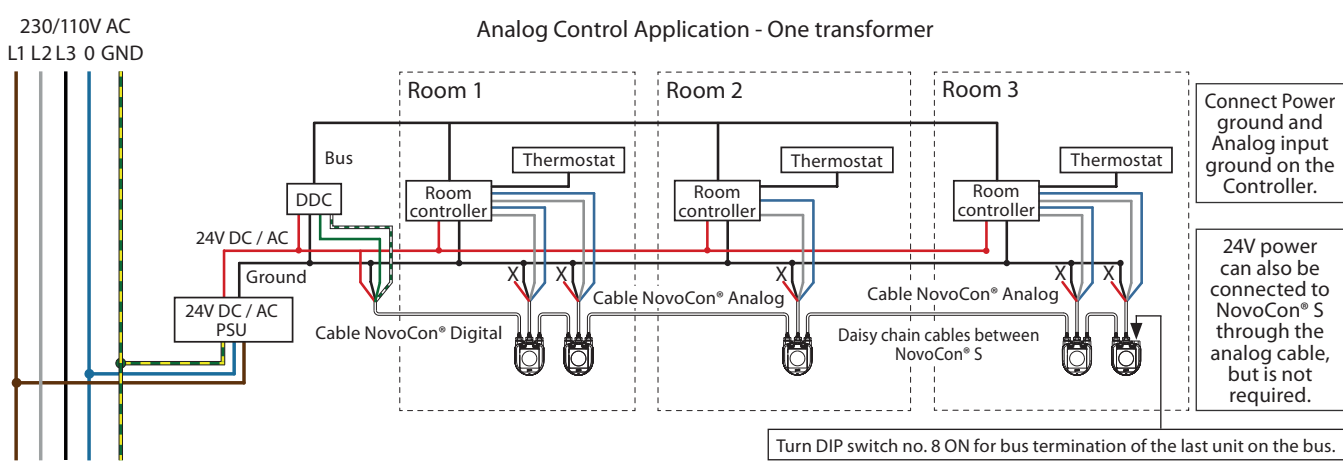 230/110V AC
L1 L2 L3 0 GND
Analog Control Application - One transformer
Room 1
Room 2
Room 3
Bus
DDC
Thermostat
Thermostat
Thermostat
Room
controller
Room
controller
Room
controller
24V DC / AC
Ground
24V DC / AC
PSU
X
X
X
X
X
Cable NovoCon® Digital
Cable NovoCon® Analog
Cable NovoCon® Analog
Daisy chain cables between
NovoCon® S
Connect Power
ground and
Analog input
ground on the
Controller.
24V power
can also be
connected to
NovoCon® S
through the
analog cable,
but is not
required.
Turn DIP switch no. 8 ON for bus termination of the last unit on the bus.